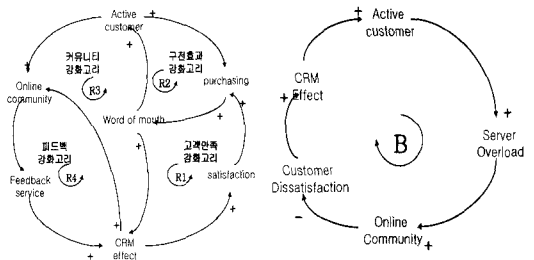 Active
customer
+
커뮤니티
강화고리
R3
구전효과
강화고리
R2
+
+
+
Online
community
purchasing
+
+
Word of mouth
+
피드백
강화고리
R4
고객만족
강화고리
R1
Feedback
service
satisfaction
+
+
+
CRM
effect
+
Active
customer
+
CRM
Effect
+
B
+
Server
Overload
Customer
Dissatisfaction
−
Online
Community
+